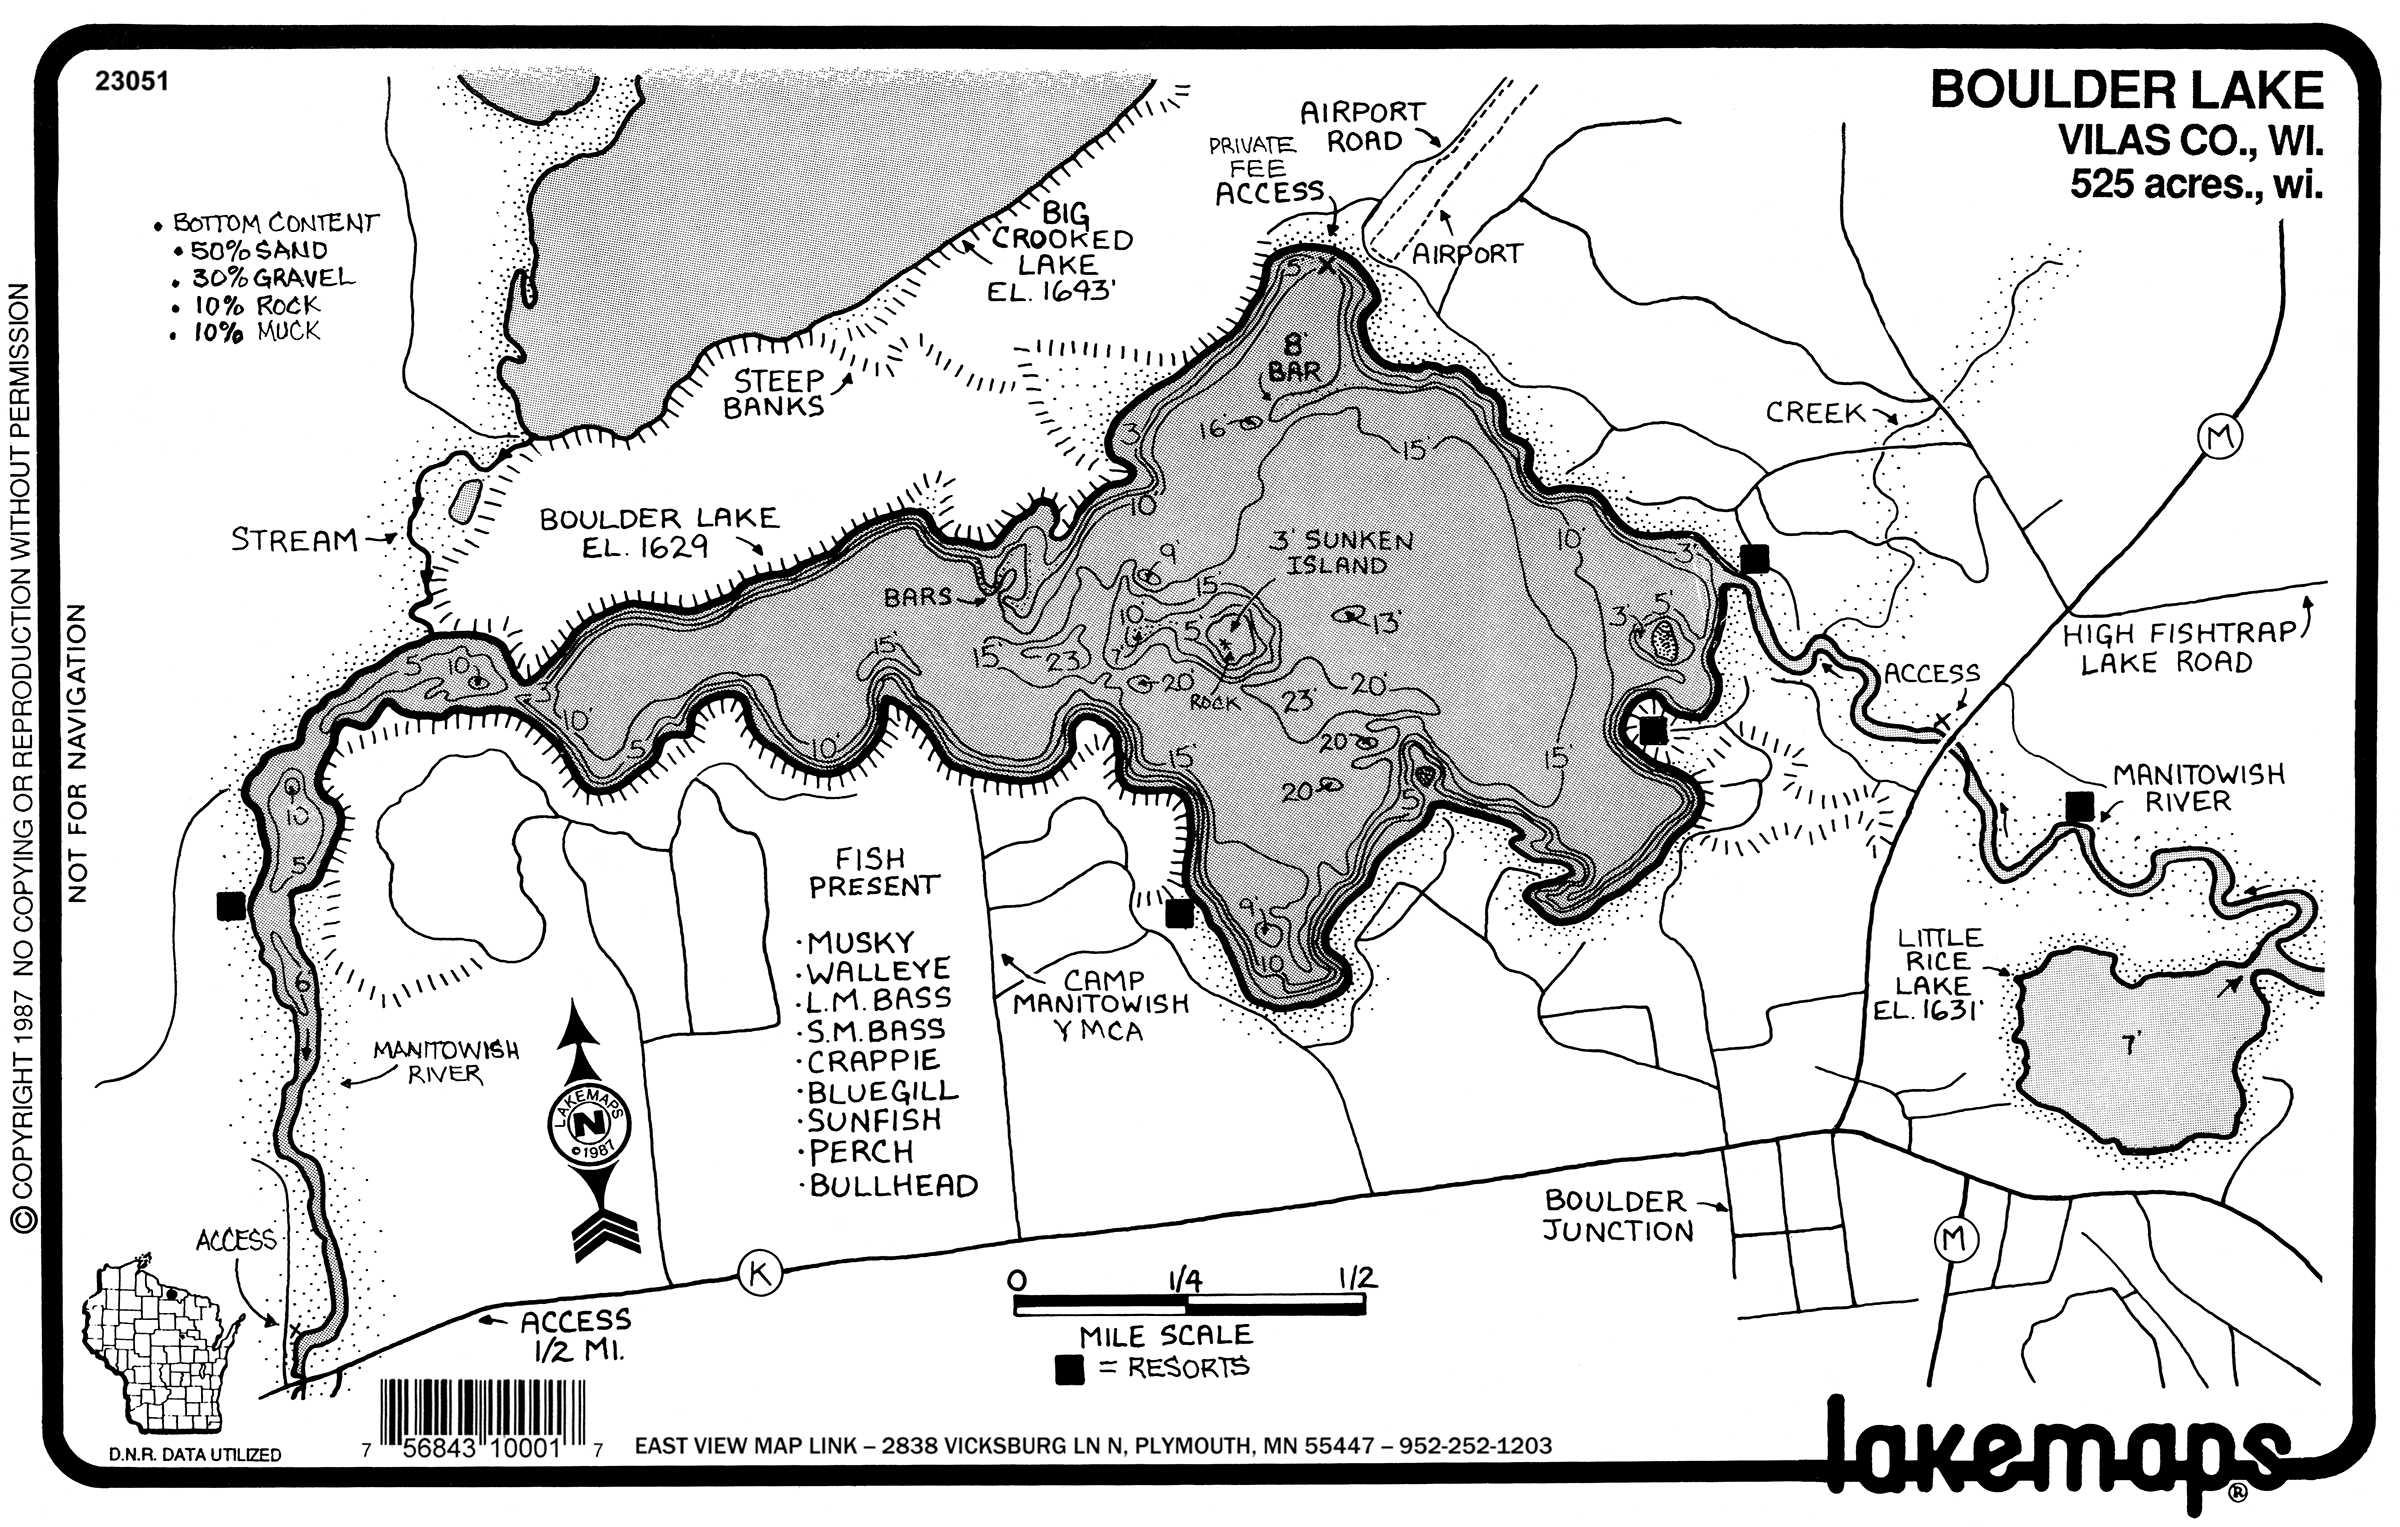 23051
BOULDER LAKE
VILAS CO., WI.
525 acres., wi.
© COPYRIGHT 1987 NO COPYING OR REPRODUCTION WITHOUT PERMISSION
NOT FOR NAVIGATION
• BOTTOM CONTENT
• 50% SAND
• 30% GRAVEL
• 10% ROCK
• 10% MUCK
AIRPORT
ROAD
PRIVATE
FEE
ACCESS
AIRPORT
BIG
CROOKED
LAKE
EL. 1643'
STEEP
BANKS
CREEK
M
STREAM
BOULDER LAKE
EL. 1629
5'
8'
BAR
16'
3'
15'
10'
10'
3'
9'
3' SUNKEN
ISLAND
BARS
15'
10'
5'
13'
3'
5'
HIGH FISHTRAP
LAKE ROAD
ACCESS
5
10
3'
15'
15'
23'
7'
20'
ROCK
23'
20'
10'
5'
10'
15'
20'
15'
20'
5'
10
5
6
MANITOWISH
RIVER
FISH
PRESENT
· MUSKY
· WALLEYE
· L.M. BASS
· S.M. BASS
· CRAPPIE
· BLUEGILL
· SUNFISH
· PERCH
· BULLHEAD
9'
10
CAMP
MANITOWISH
YMCA
LITTLE
RICE
LAKE
EL. 1631'
7'
MANITOWISH
RIVER
LAKEMAPS
N
© 1987
ACCESS
K
ACCESS
1/2 MI.
BOULDER
JUNCTION
M
0 1/4 1/2
MILE SCALE
= RESORTS
D.N.R. DATA UTILIZED
7 56843 10001 7
EAST VIEW MAP LINK – 2838 VICKSBURG LN N, PLYMOUTH, MN 55447 – 952-252-1203
lakemaps®